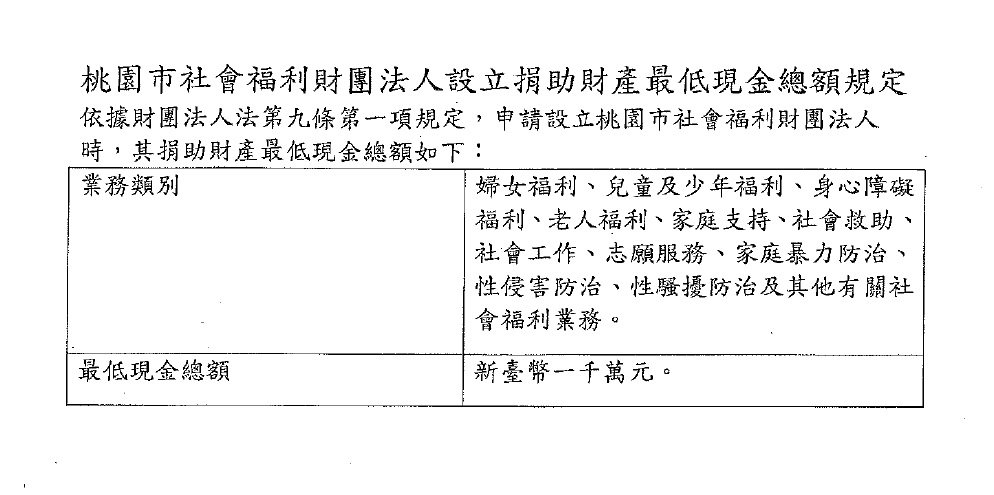 桃園市社會福利財團法人設立捐助財產最低現金總額規定
依據財團法人法第九條第一項規定，申請設立桃園市社會福利財團法人
時，其捐助財產最低現金總額如下：
業務類別
婦女福利、兒童及少年福利、身心障礙
福利、老人福利、家庭支持、社會救助、
社會工作、志願服務、家庭暴力防治、
性侵害防治、性騷擾防治及其他有關社
會福利業務。
最低現金總額
新臺幣一千萬元。